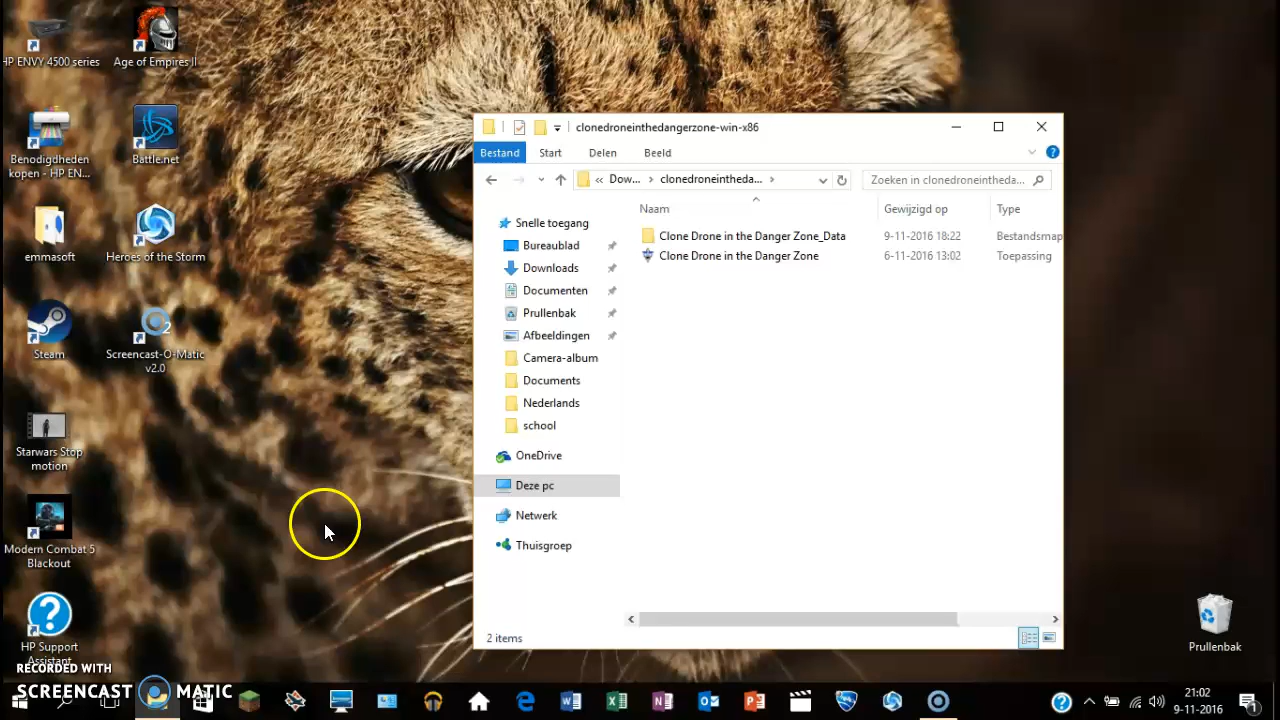 HP ENVY 4500 series
Age of Empires II
Benodigdheden
kopen - HP EN...
Battle.net
emmasoft
Heroes of the Storm
Steam
Screencast-O-Matic
v2.0
Starwars Stop
motion
Modern Combat 5
Blackout
HP Support
Assistant
RECORDED WITH
SCREENCAST MATIC
clonedroneinthedangerzone-win-x86
Bestand Start Delen Beeld
« Dow... › clonedroneintheda... ›
Zoeken in clonedroneintheda...
Naam Gewijzigd op Type
Clone Drone in the Danger Zone_Data 9-11-2016 18:22 Bestandsmap
Clone Drone in the Danger Zone 6-11-2016 13:02 Toepassing
Snelle toegang
Bureaublad
Downloads
Documenten
Prullenbak
Afbeeldingen
Camera-album
Documents
Nederlands
school
OneDrive
Deze pc
Netwerk
Thuisgroep
2 items
Prullenbak
21:02
9-11-2016